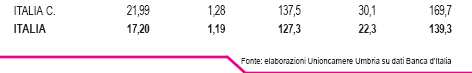 ITALIA C. 21,99 1,28 137,5 30,1 169,7
ITALIA 17,20 1,19 127,3 22,3 139,3
Fonte: elaborazioni Unioncamere Umbria su dati Banca d'Italia